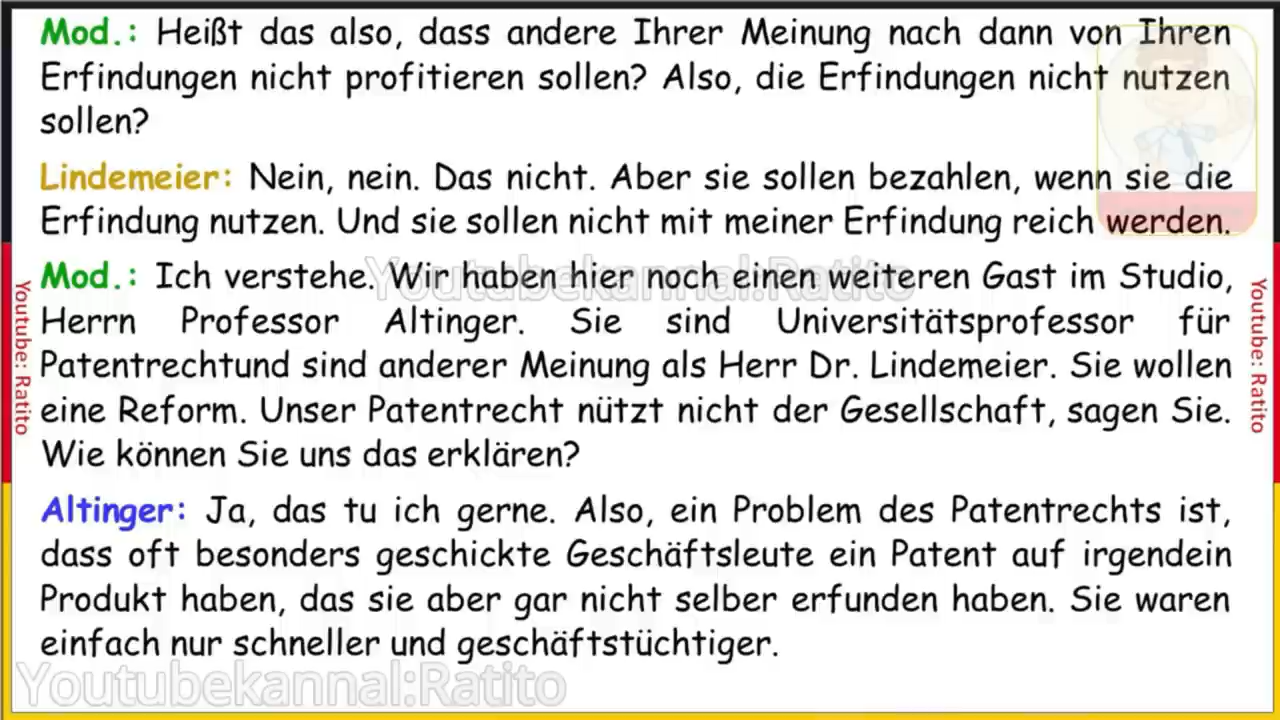 Mod.: Heißt das also, dass andere Ihrer Meinung nach dann von Ihren
Erfindungen nicht profitieren sollen? Also, die Erfindungen nicht nutzen
sollen?
Lindemeier: Nein, nein. Das nicht. Aber sie sollen bezahlen, wenn sie die
Erfindung nutzen. Und sie sollen nicht mit meiner Erfindung reich werden.
Mod.: Ich verstehe. Wir haben hier noch einen weiteren Gast im Studio,
Herrn Professor Altinger. Sie sind Universitätsprofessor für
Patentrechtund sind anderer Meinung als Herr Dr. Lindemeier. Sie wollen
eine Reform. Unser Patentrecht nützt nicht der Gesellschaft, sagen Sie.
Wie können Sie uns das erklären?
Altinger: Ja, das tu ich gerne. Also, ein Problem des Patentrechts ist,
dass oft besonders geschickte Geschäftsleute ein Patent auf irgendein
Produkt haben, das sie aber gar nicht selber erfunden haben. Sie waren
einfach nur schneller und geschäftstüchtiger.
Youtubekannal:Ratito
Youtubekannal:Ratito
Youtube: Ratito
Youtube: Ratito